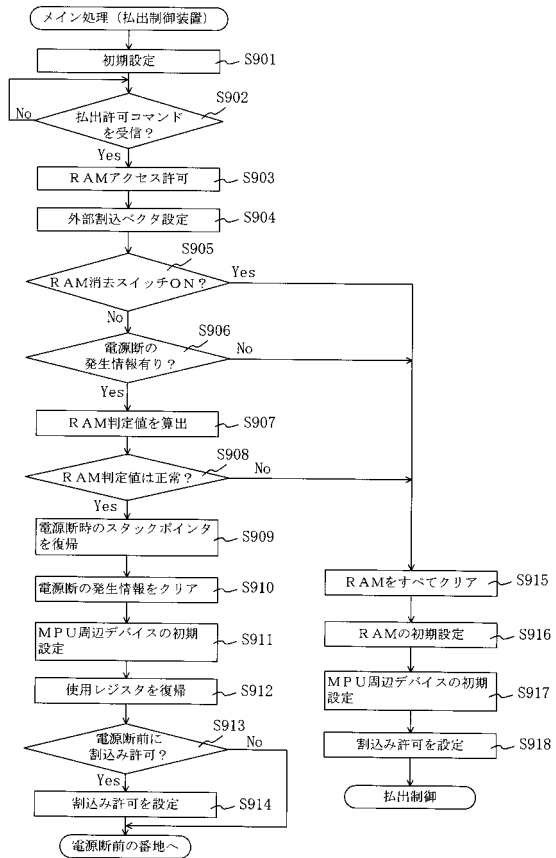 メイン処理（払出制御装置）
初期設定
S901
S902
払出許可コマンド
を受信？
No
Yes
RAMアクセス許可
S903
外部割込ベクタ設定
S904
S905
RAM消去スイッチON？
Yes
No
S906
電源断の
発生情報有り？
No
Yes
RAM判定値を算出
S907
S908
RAM判定値は正常？
No
Yes
電源断時のスタックポインタ
を復帰
S909
電源断の発生情報をクリア
S910
MPU周辺デバイスの初期
設定
S911
使用レジスタを復帰
S912
S913
電源断前に
割込み許可？
No
Yes
割込み許可を設定
S914
電源断前の番地へ
RAMをすべてクリア
S915
RAMの初期設定
S916
MPU周辺デバイスの初期
設定
S917
割込み許可を設定
S918
払出制御